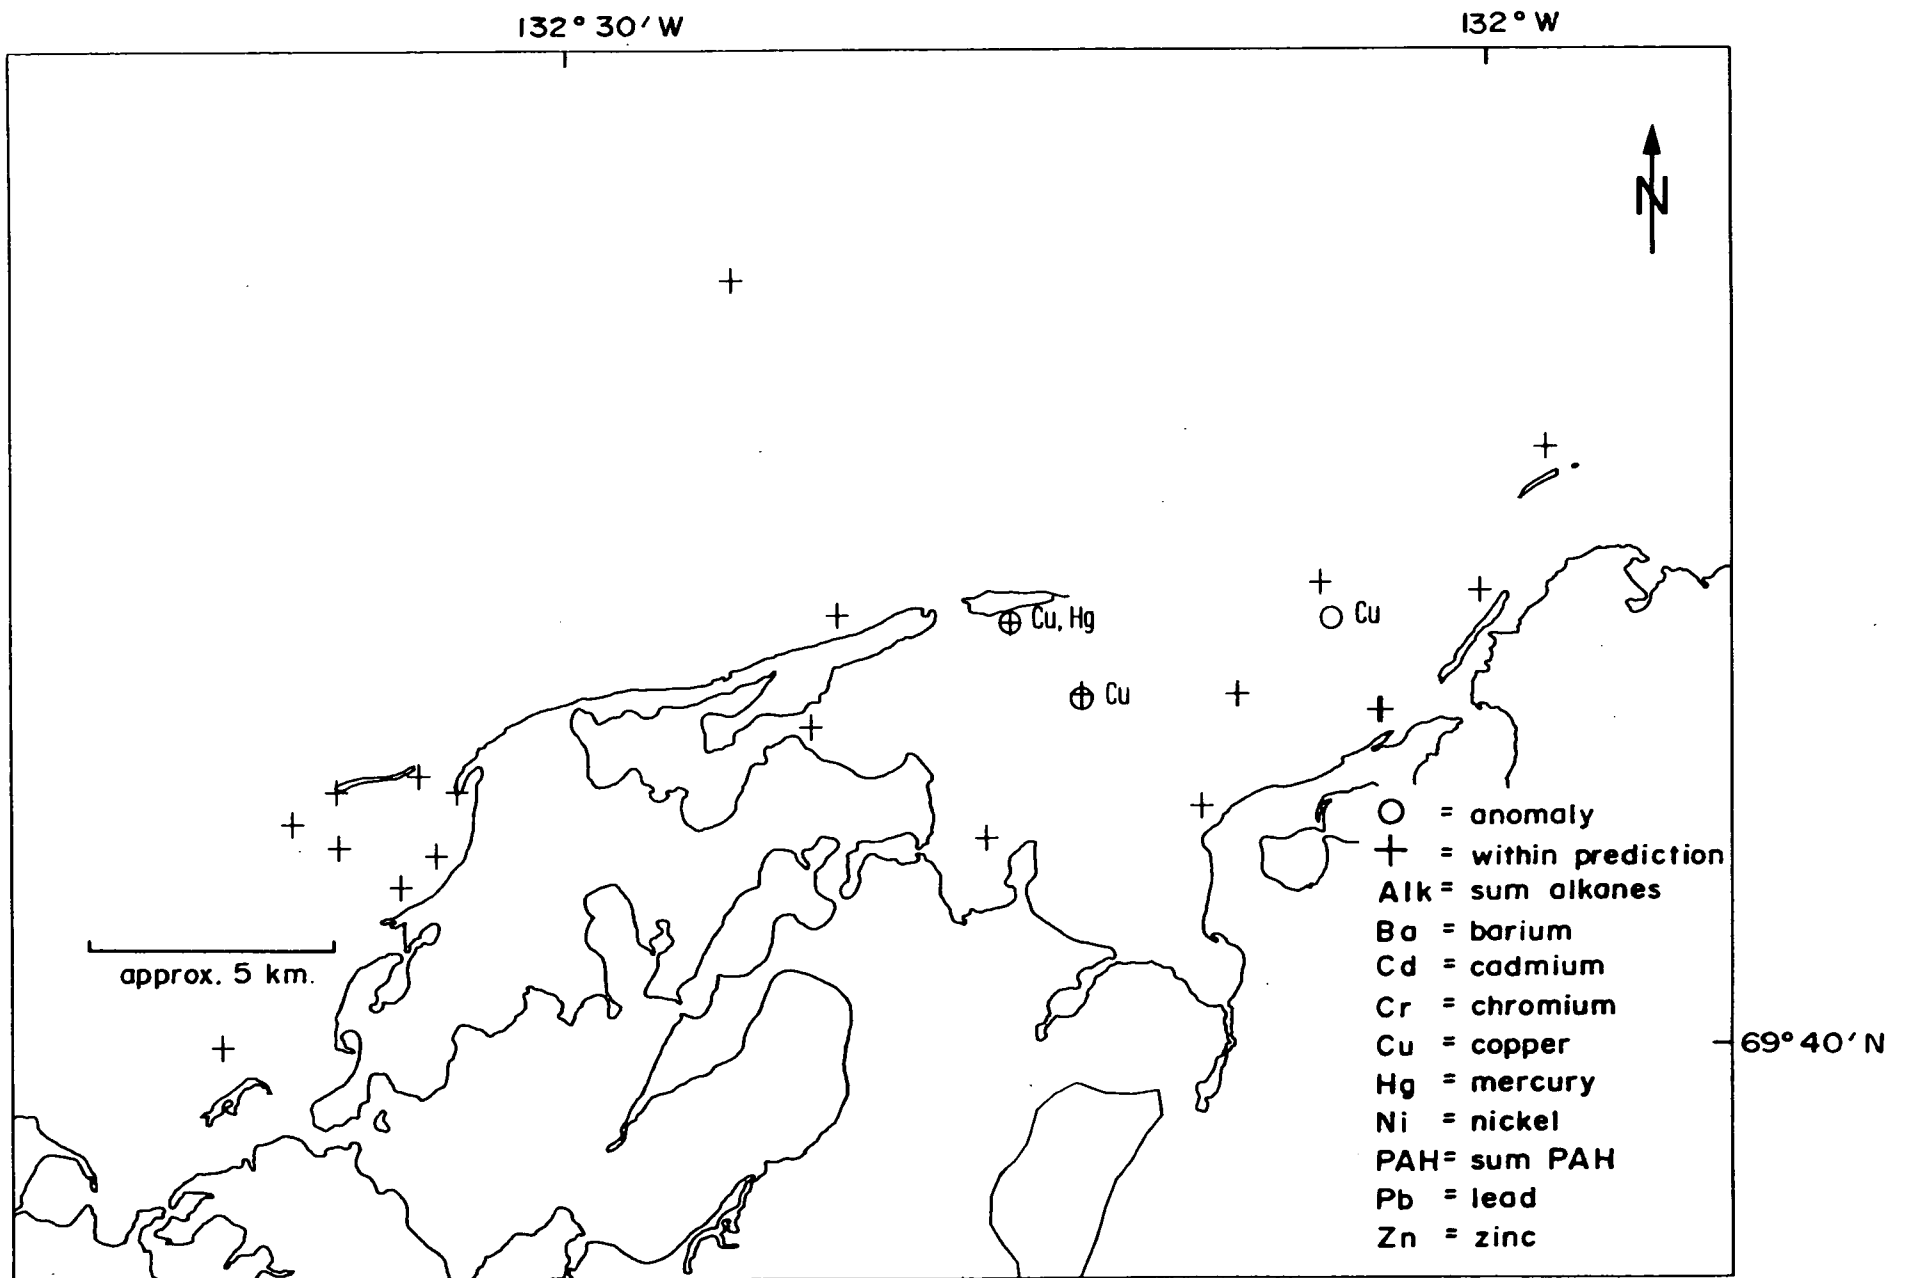 132° 30′ W
132° W
N
Cu, Hg
Cu
Cu
approx. 5 km.
69° 40′ N
O = anomaly
+ = within prediction
Alk = sum alkanes
Ba = barium
Cd = cadmium
Cr = chromium
Cu = copper
Hg = mercury
Ni = nickel
PAH = sum PAH
Pb = lead
Zn = zinc